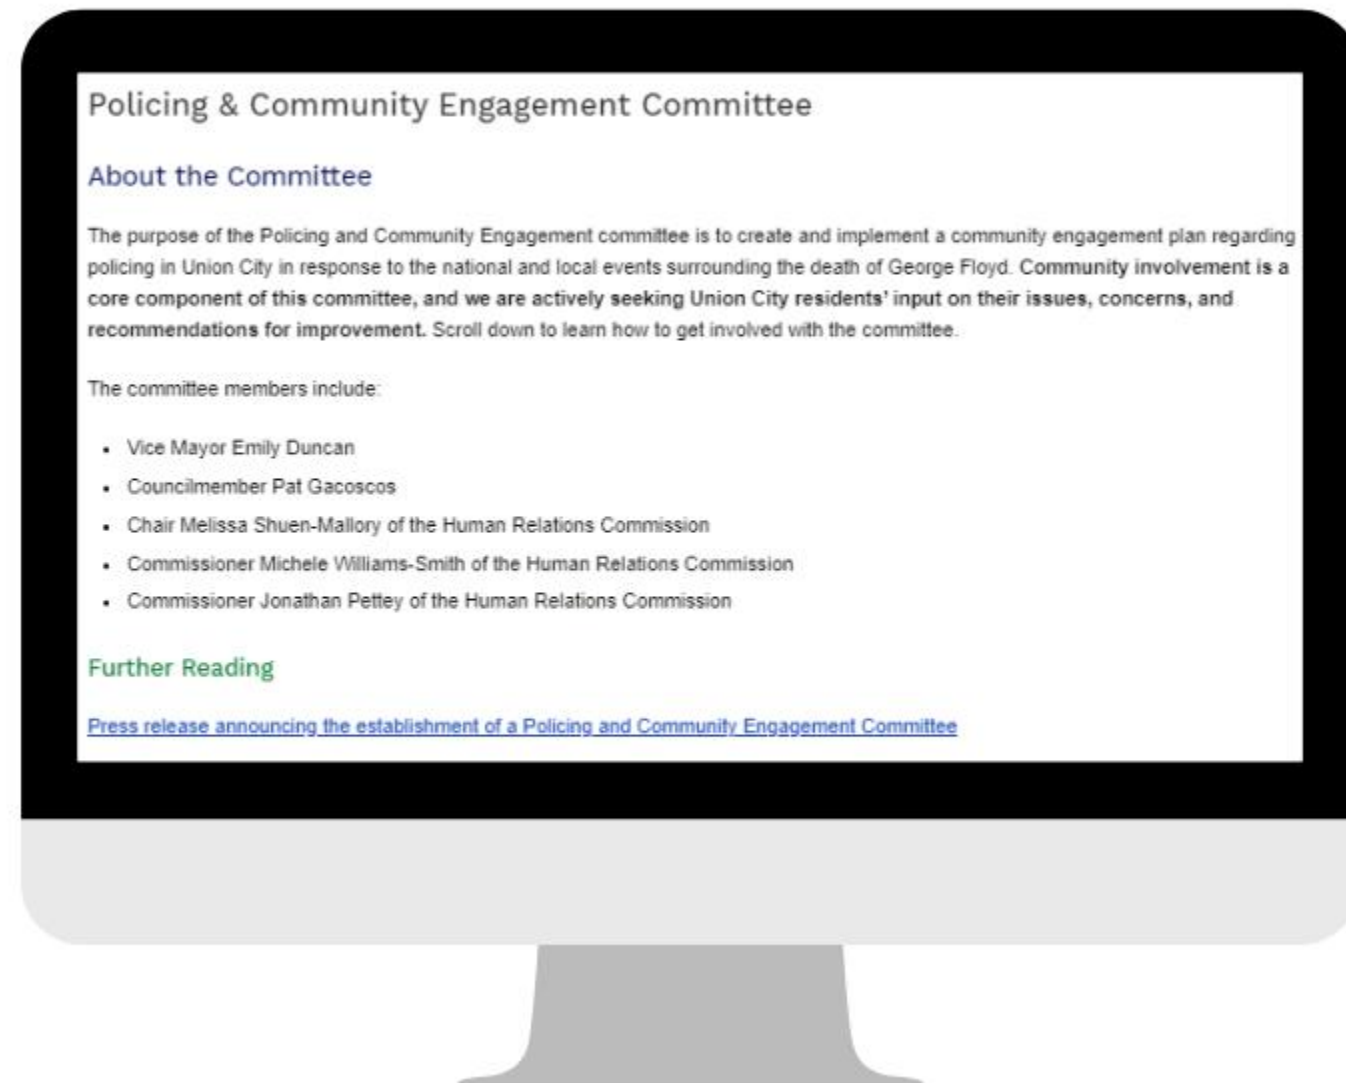 Policing & Community Engagement Committee
About the Committee
The purpose of the Policing and Community Engagement committee is to create and implement a community engagement plan regarding
policing in Union City in response to the national and local events surrounding the death of George Floyd. Community involvement is a
core component of this committee, and we are actively seeking Union City residents' input on their issues, concerns, and
recommendations for improvement. Scroll down to learn how to get involved with the committee.
The committee members include:
• Vice Mayor Emily Duncan
• Councilmember Pat Gacoscos
• Chair Melissa Shuen-Mallory of the Human Relations Commission
• Commissioner Michele Williams-Smith of the Human Relations Commission
• Commissioner Jonathan Pettey of the Human Relations Commission
Further Reading
Press release announcing the establishment of a Policing and Community Engagement Committee